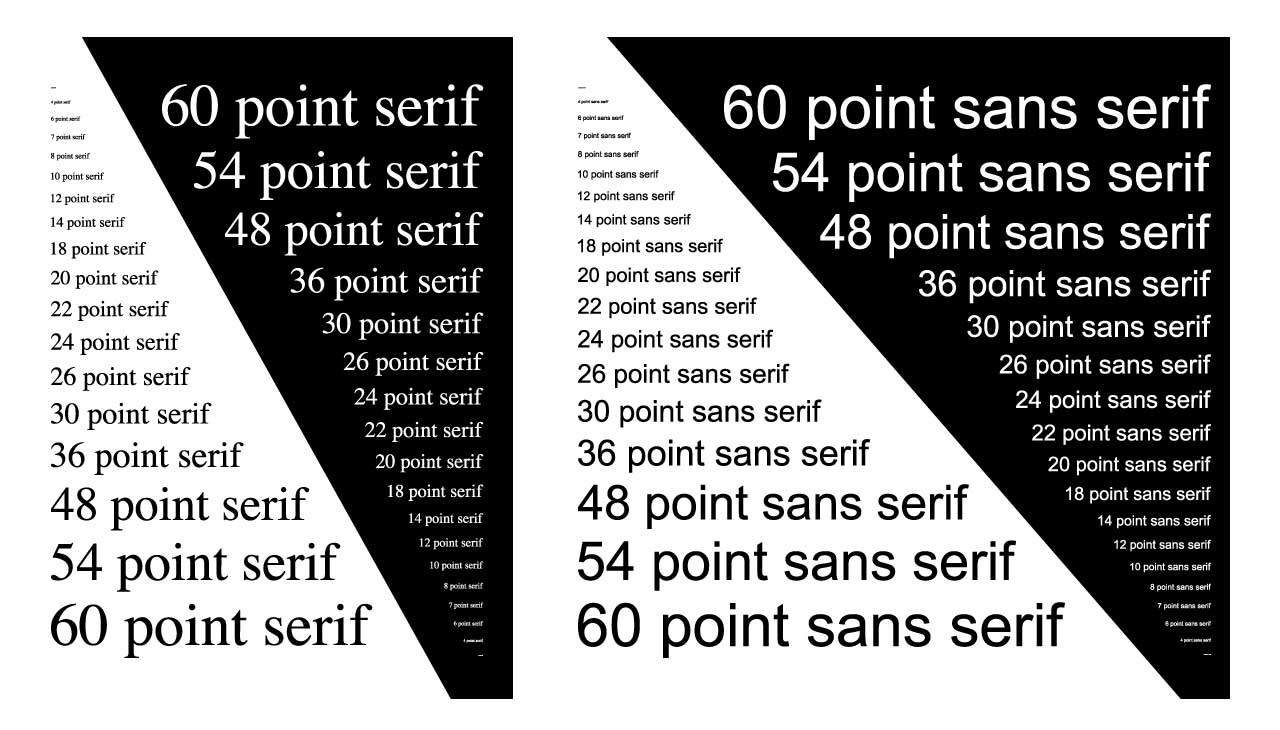 4 point serif
6 point serif
7 point serif
8 point serif
10 point serif
12 point serif
14 point serif
18 point serif
20 point serif
22 point serif
24 point serif
26 point serif
30 point serif
36 point serif
48 point serif
54 point serif
60 point serif
60 point serif
54 point serif
48 point serif
36 point serif
30 point serif
26 point serif
24 point serif
22 point serif
20 point serif
18 point serif
14 point serif
12 point serif
10 point serif
8 point serif
7 point serif
6 point serif
4 point serif
4 point sans serif
6 point sans serif
7 point sans serif
8 point sans serif
10 point sans serif
12 point sans serif
14 point sans serif
18 point sans serif
20 point sans serif
22 point sans serif
24 point sans serif
26 point sans serif
30 point sans serif
36 point sans serif
48 point sans serif
54 point sans serif
60 point sans serif
60 point sans serif
54 point sans serif
48 point sans serif
36 point sans serif
30 point sans serif
26 point sans serif
24 point sans serif
22 point sans serif
20 point sans serif
18 point sans serif
14 point sans serif
12 point sans serif
10 point sans serif
8 point sans serif
7 point sans serif
6 point sans serif
4 point sans serif